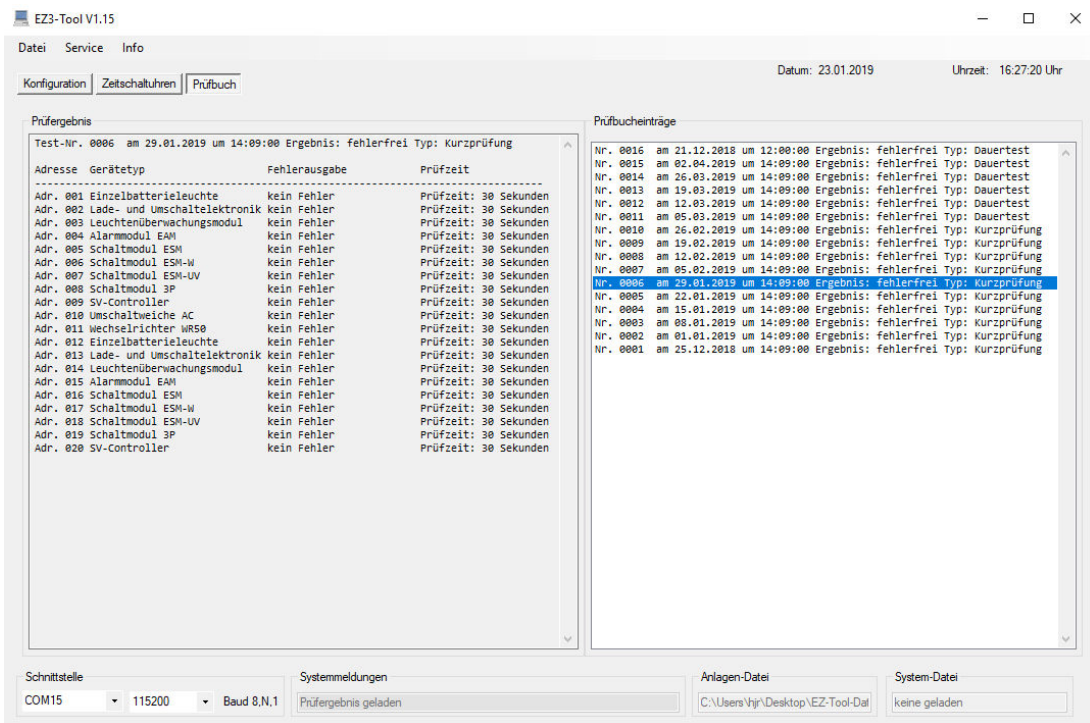 EZ3-Tool V1.15
Datei Service Info
Datum: 23.01.2019 Uhrzeit: 16:27:20 Uhr
Konfiguration Zeitschaltuhren Prüfbuch
Prüfergebnis
Test-Nr. 0006 am 29.01.2019 um 14:09:00 Ergebnis: fehlerfrei Typ: Kurzprüfung
Adresse Gerätetyp Fehlerausgabe Prüfzeit
Adr. 001 Einzelbatterieleuchte kein Fehler Prüfzeit: 30 Sekunden
Adr. 002 Lade- und Umschaltelektronik kein Fehler Prüfzeit: 30 Sekunden
Adr. 003 Leuchtenüberwachungsmodul kein Fehler Prüfzeit: 30 Sekunden
Adr. 004 Alarmmodul EAM kein Fehler Prüfzeit: 30 Sekunden
Adr. 005 Schaltmodul ESM kein Fehler Prüfzeit: 30 Sekunden
Adr. 006 Schaltmodul ESM-W kein Fehler Prüfzeit: 30 Sekunden
Adr. 007 Schaltmodul ESM-UV kein Fehler Prüfzeit: 30 Sekunden
Adr. 008 Schaltmodul 3P kein Fehler Prüfzeit: 30 Sekunden
Adr. 009 SV-Controller kein Fehler Prüfzeit: 30 Sekunden
Adr. 010 Umschaltweiche AC kein Fehler Prüfzeit: 30 Sekunden
Adr. 011 Wechselrichter WR50 kein Fehler Prüfzeit: 30 Sekunden
Adr. 012 Einzelbatterieleuchte kein Fehler Prüfzeit: 30 Sekunden
Adr. 013 Lade- und Umschaltelektronik kein Fehler Prüfzeit: 30 Sekunden
Adr. 014 Leuchtenüberwachungsmodul kein Fehler Prüfzeit: 30 Sekunden
Adr. 015 Alarmmodul EAM kein Fehler Prüfzeit: 30 Sekunden
Adr. 016 Schaltmodul ESM kein Fehler Prüfzeit: 30 Sekunden
Adr. 017 Schaltmodul ESM-W kein Fehler Prüfzeit: 30 Sekunden
Adr. 018 Schaltmodul ESM-UV kein Fehler Prüfzeit: 30 Sekunden
Adr. 019 Schaltmodul 3P kein Fehler Prüfzeit: 30 Sekunden
Adr. 020 SV-Controller kein Fehler Prüfzeit: 30 Sekunden
Prüfbucheinträge
Nr. 0016 am 21.12.2018 um 12:00:00 Ergebnis: fehlerfrei Typ: Dauertest
Nr. 0015 am 02.04.2019 um 14:09:00 Ergebnis: fehlerfrei Typ: Dauertest
Nr. 0014 am 26.03.2019 um 14:09:00 Ergebnis: fehlerfrei Typ: Dauertest
Nr. 0013 am 19.03.2019 um 14:09:00 Ergebnis: fehlerfrei Typ: Dauertest
Nr. 0012 am 12.03.2019 um 14:09:00 Ergebnis: fehlerfrei Typ: Dauertest
Nr. 0011 am 05.03.2019 um 14:09:00 Ergebnis: fehlerfrei Typ: Dauertest
Nr. 0010 am 26.02.2019 um 14:09:00 Ergebnis: fehlerfrei Typ: Kurzprüfung
Nr. 0009 am 19.02.2019 um 14:09:00 Ergebnis: fehlerfrei Typ: Kurzprüfung
Nr. 0008 am 12.02.2019 um 14:09:00 Ergebnis: fehlerfrei Typ: Kurzprüfung
Nr. 0007 am 05.02.2019 um 14:09:00 Ergebnis: fehlerfrei Typ: Kurzprüfung
Nr. 0006 am 29.01.2019 um 14:09:00 Ergebnis: fehlerfrei Typ: Kurzprüfung
Nr. 0005 am 22.01.2019 um 14:09:00 Ergebnis: fehlerfrei Typ: Kurzprüfung
Nr. 0004 am 15.01.2019 um 14:09:00 Ergebnis: fehlerfrei Typ: Kurzprüfung
Nr. 0003 am 08.01.2019 um 14:09:00 Ergebnis: fehlerfrei Typ: Kurzprüfung
Nr. 0002 am 01.01.2019 um 14:09:00 Ergebnis: fehlerfrei Typ: Kurzprüfung
Nr. 0001 am 25.12.2018 um 14:09:00 Ergebnis: fehlerfrei Typ: Kurzprüfung
Schnittstelle
COM15 115200 Baud 8,N,1
Systemmeldungen
Prüfergebnis geladen
Anlagen-Datei
C:\Users\hjr\Desktop\EZ-Tool-Dat
System-Datei
keine geladen